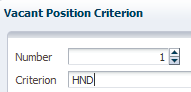 Vacant Position Criterion
Number 1
Criterion HND